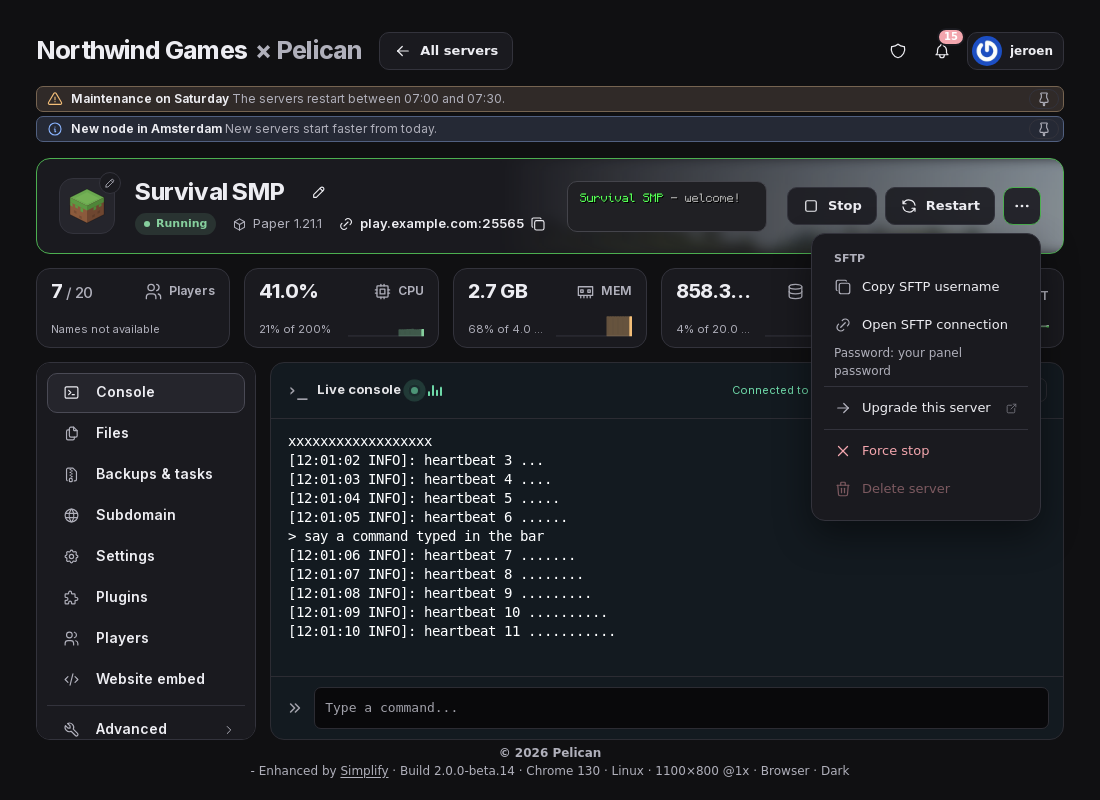 Northwind Games × Pelican
All servers
15
jeroen
Maintenance on Saturday The servers restart between 07:00 and 07:30.
New node in Amsterdam New servers start faster from today.
Survival SMP
Running
Paper 1.21.1
play.example.com:25565
Survival SMP — welcome!
Stop
Restart
7 / 20
Players
Names not available
41.0%
CPU
21% of 200%
2.7 GB
MEM
68% of 4.0 ...
858.3...
4% of 20.0 ...
T
SFTP
Copy SFTP username
Open SFTP connection
Password: your panel
password
Upgrade this server
Force stop
Delete server
Console
Files
Backups & tasks
Subdomain
Settings
Plugins
Players
Website embed
Advanced
Live console
Connected to
xxxxxxxxxxxxxxxxxx
[12:01:02 INFO]: heartbeat 3 ...
[12:01:03 INFO]: heartbeat 4 ....
[12:01:04 INFO]: heartbeat 5 .....
[12:01:05 INFO]: heartbeat 6 ......
> say a command typed in the bar
[12:01:06 INFO]: heartbeat 7 .......
[12:01:07 INFO]: heartbeat 8 ........
[12:01:08 INFO]: heartbeat 9 .........
[12:01:09 INFO]: heartbeat 10 ..........
[12:01:10 INFO]: heartbeat 11 ...........
Type a command...
© 2026 Pelican
- Enhanced by Simplify · Build 2.0.0-beta.14 · Chrome 130 · Linux · 1100×800 @1x · Browser · Dark